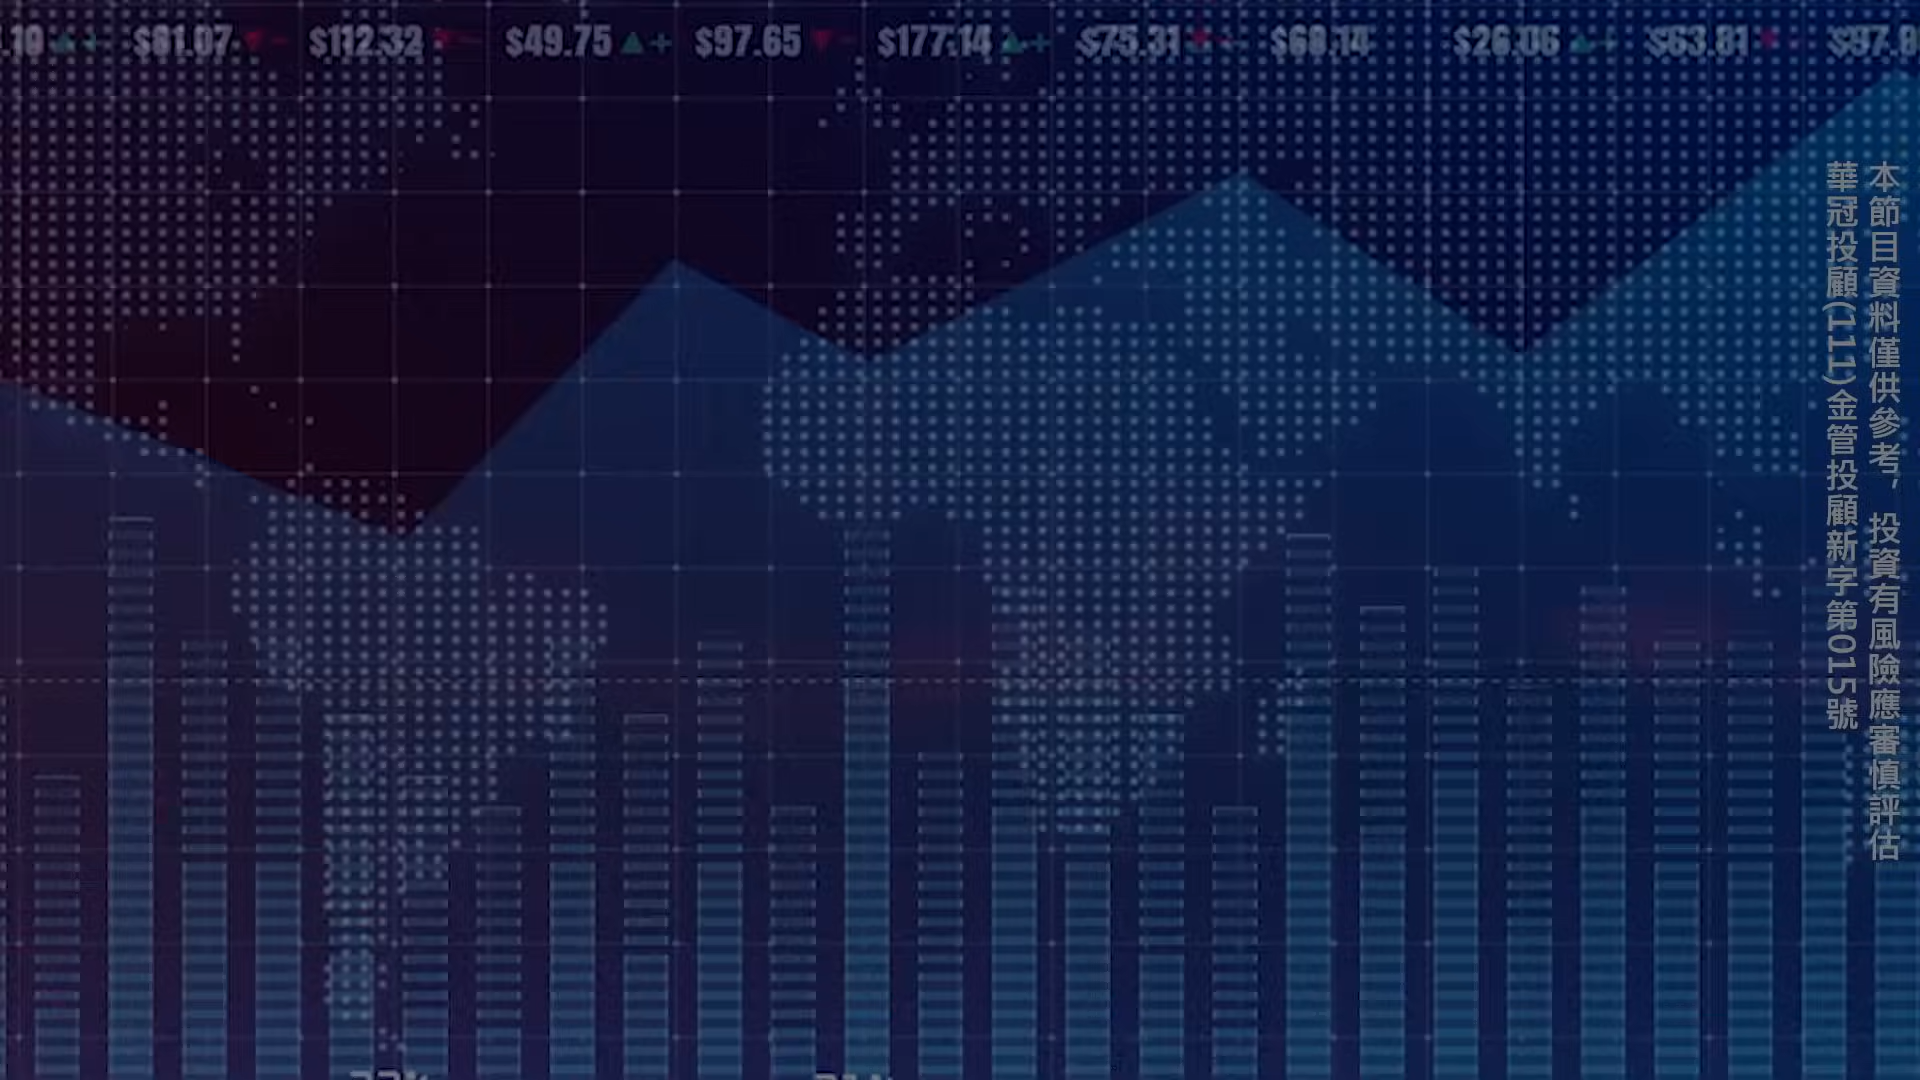 $81.07 ▼ - $112.32 $49.75 ▲ + $97.65 ▼ - $177.14 ▲ + $75.31 ▼ - $68.14 $26.06 ▲ + $63.81 ▼
本節目資料僅供參考，投資有風險應審慎評估
華冠投顧(111)金管投顧新字第015號